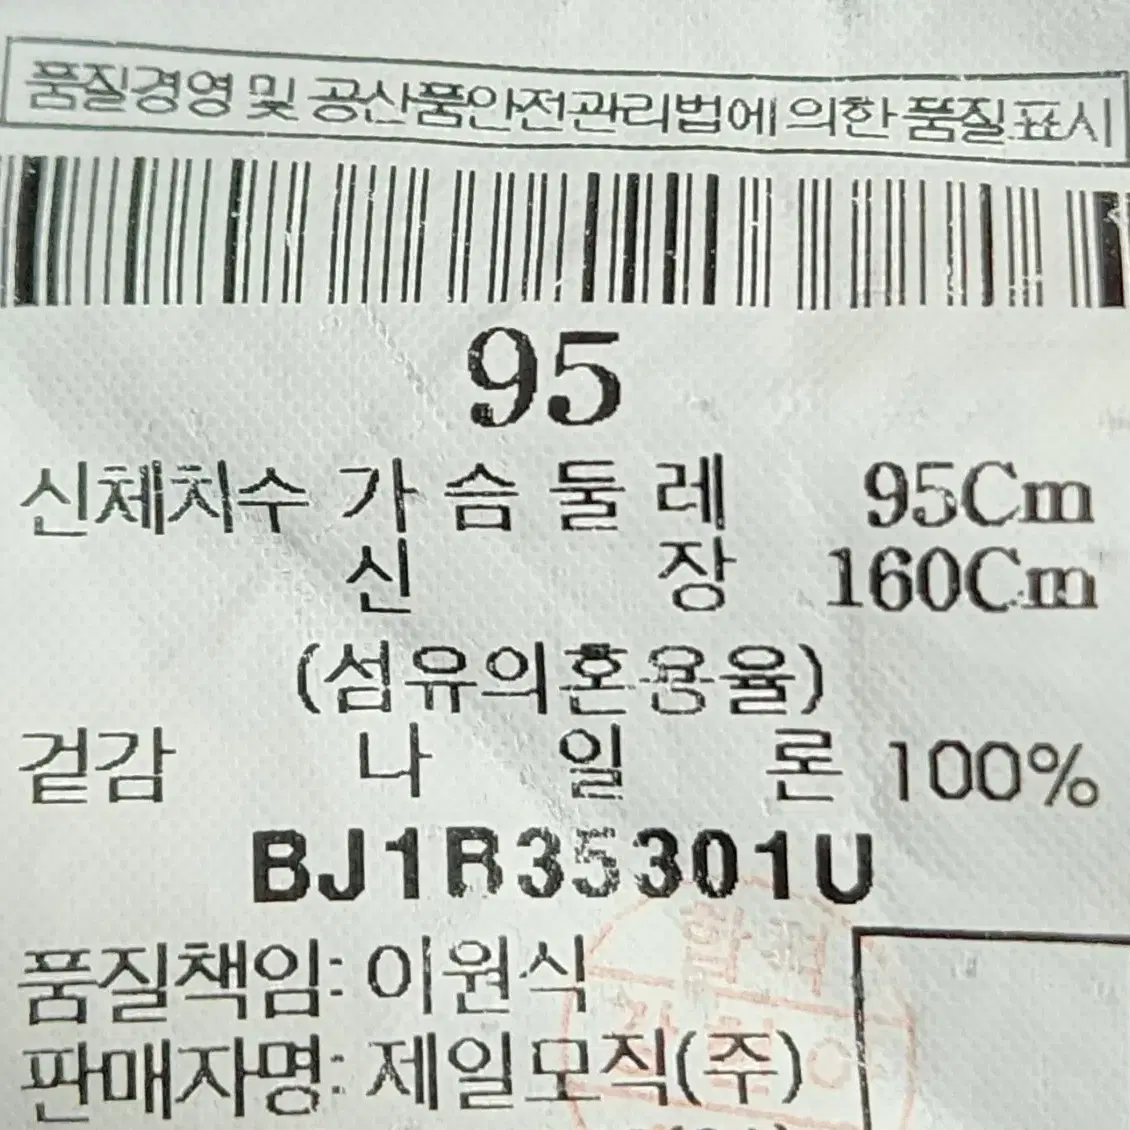 품질경영 및 공산품안전관리법에 의한 품질표시
95
신체치수 가슴둘레 95Cm
신장 160Cm
(섬유의혼용율)
겉감 나일론 100%
BJ1B35301U
품질책임: 이원식
판매자명: 제일모직(주)